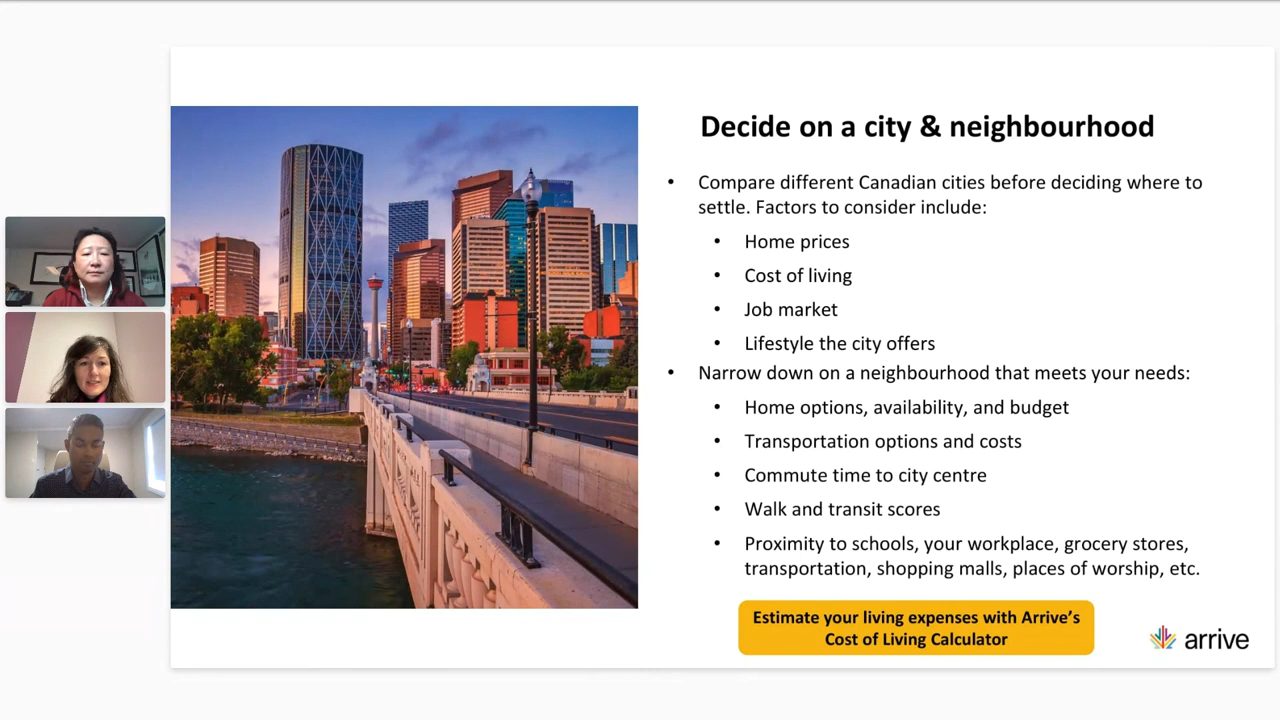 Decide on a city & neighbourhood
• Compare different Canadian cities before deciding where to
settle. Factors to consider include:
• Home prices
• Cost of living
• Job market
• Lifestyle the city offers
• Narrow down on a neighbourhood that meets your needs:
• Home options, availability, and budget
• Transportation options and costs
• Commute time to city centre
• Walk and transit scores
• Proximity to schools, your workplace, grocery stores,
transportation, shopping malls, places of worship, etc.
Estimate your living expenses with Arrive’s
Cost of Living Calculator
arrive